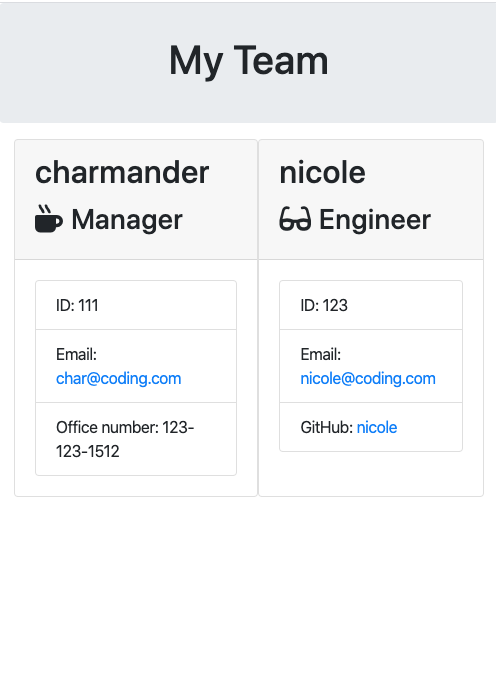 My Team
charmander
Manager
ID: 111
Email:
char@coding.com
Office number: 123-
123-1512
nicole
Engineer
ID: 123
Email:
nicole@coding.com
GitHub: nicole